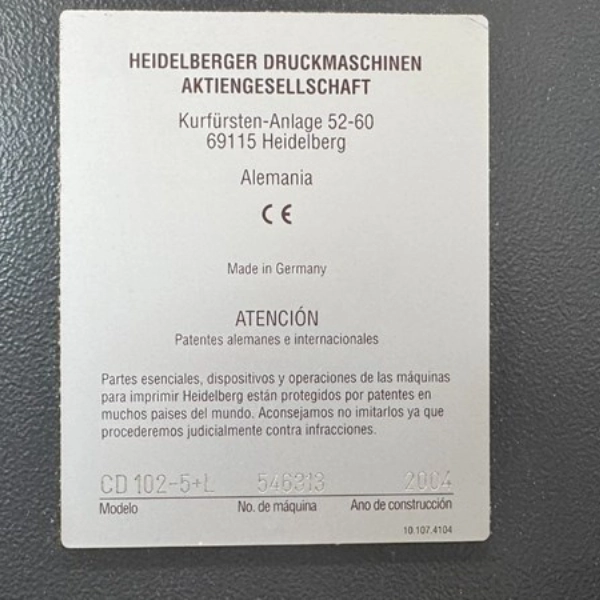 HEIDELBERGER DRUCKMASCHINEN
AKTIENGESELLSCHAFT
Kurfürsten-Anlage 52-60
69115 Heidelberg
Alemania
CE
Made in Germany
ATENCIÓN
Patentes alemanes e internacionales
Partes esenciales, dispositivos y operaciones de las máquinas
para imprimir Heidelberg están protegidos por patentes en
muchos paises del mundo. Aconsejamos no imitarlos ya que
procederemos judicialmente contra infracciones.
CD 102-5+L 546313 2004
Modelo No. de máquina Ano de construcción
10.107.4104